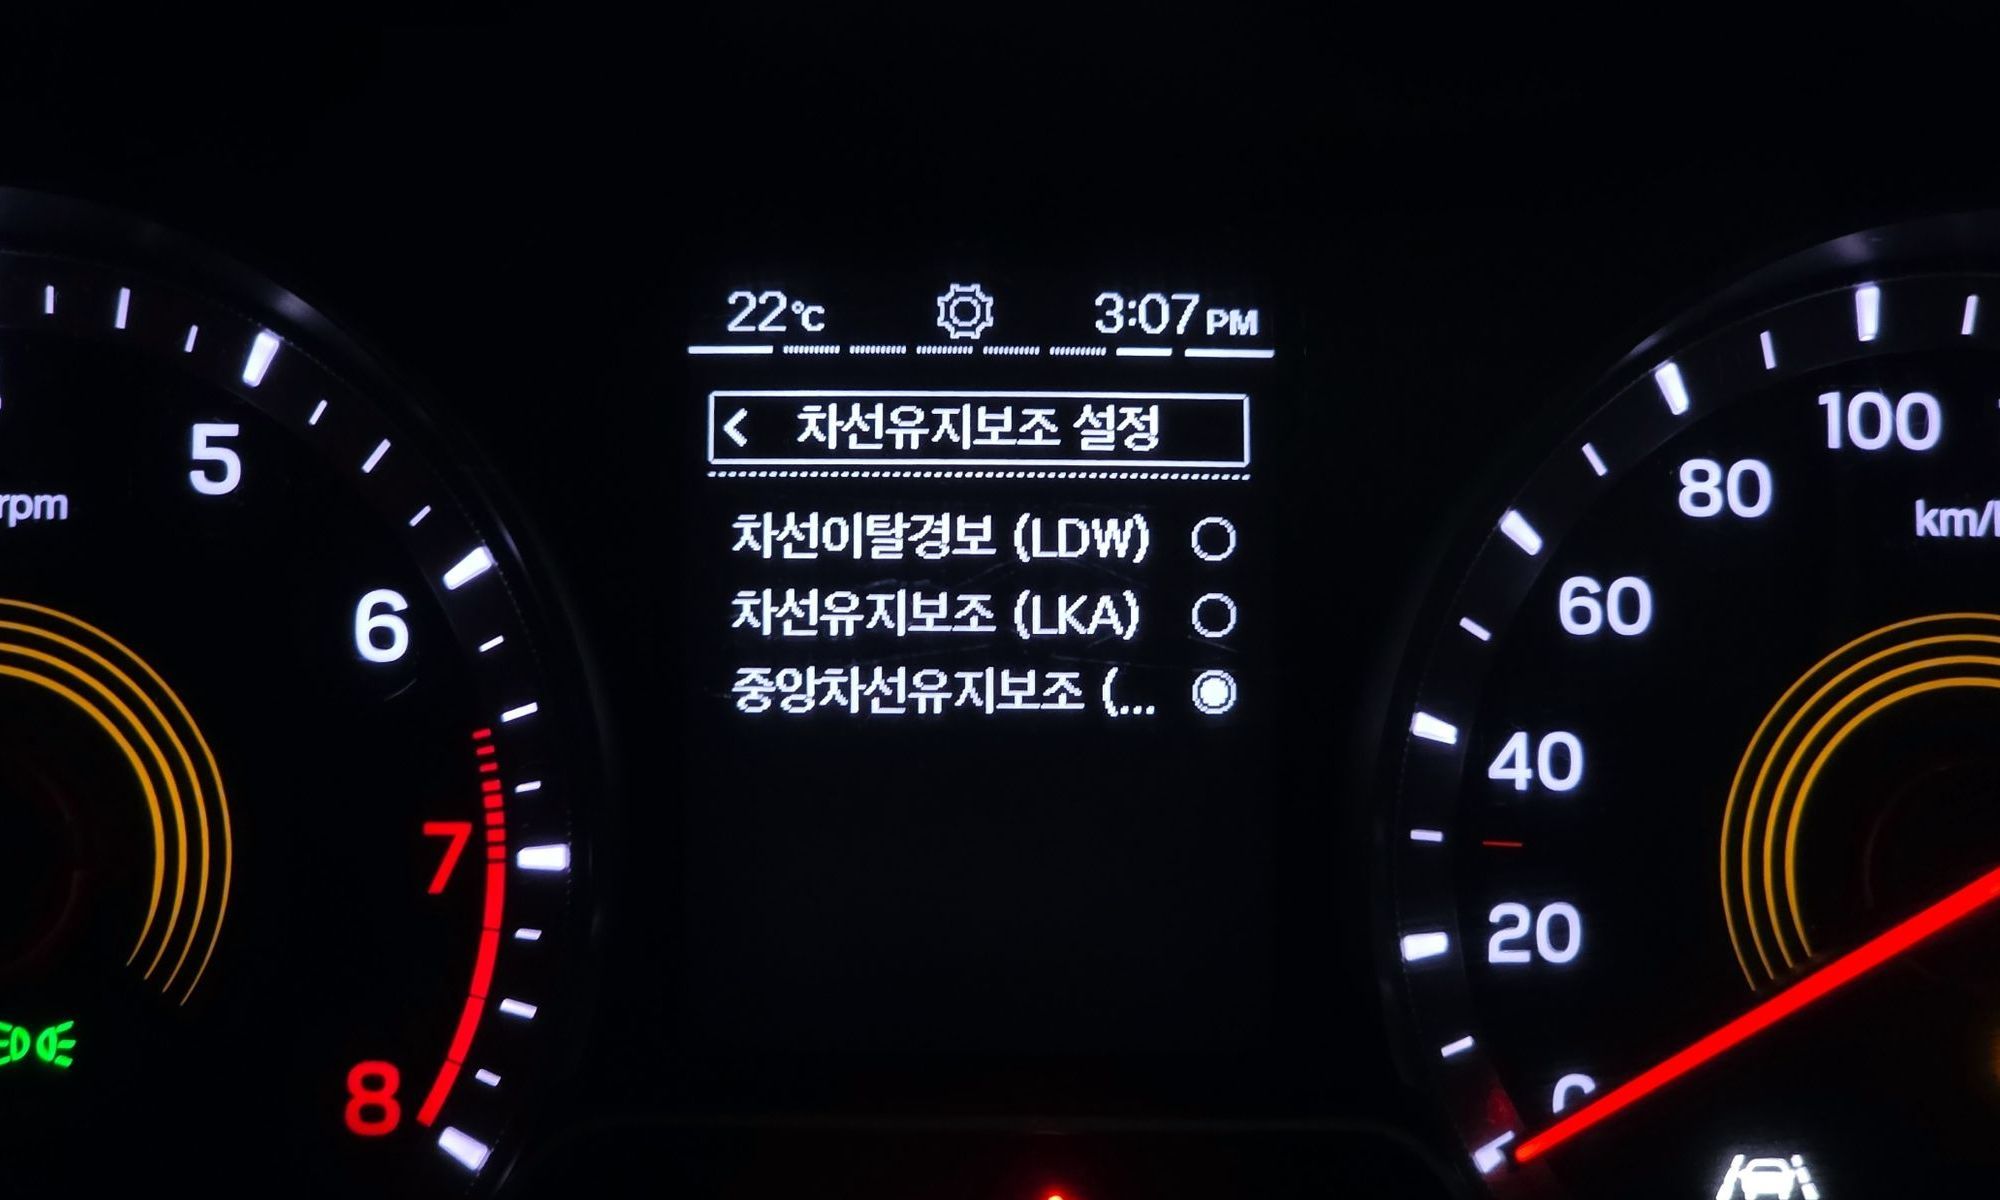 22°C 3:07 PM
< 차선유지보조 설정
차선이탈경보 (LDW)
차선유지보조 (LKA)
중앙차선유지보조 (...
5
6
7
8
rpm
100
80
60
40
20
0
km/h